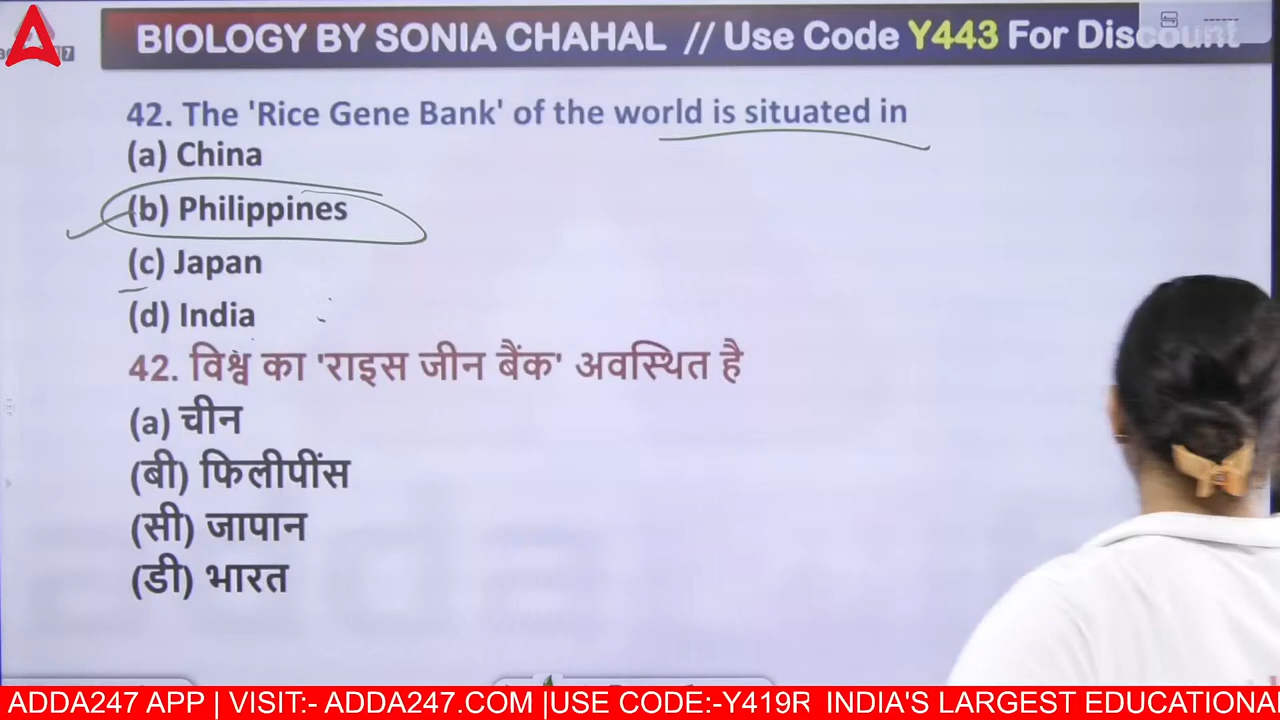 BIOLOGY BY SONIA CHAHAL // Use Code Y443 For Discount
42. The 'Rice Gene Bank' of the world is situated in
(a) China
(b) Philippines
(c) Japan
(d) India
42. विश्व का 'राइस जीन बैंक' अवस्थित है
(a) चीन
(बी) फिलीपींस
(सी) जापान
(डी) भारत
ADDA247 APP | VISIT:- ADDA247.COM |USE CODE:-Y419R INDIA'S LARGEST EDUCATIONA